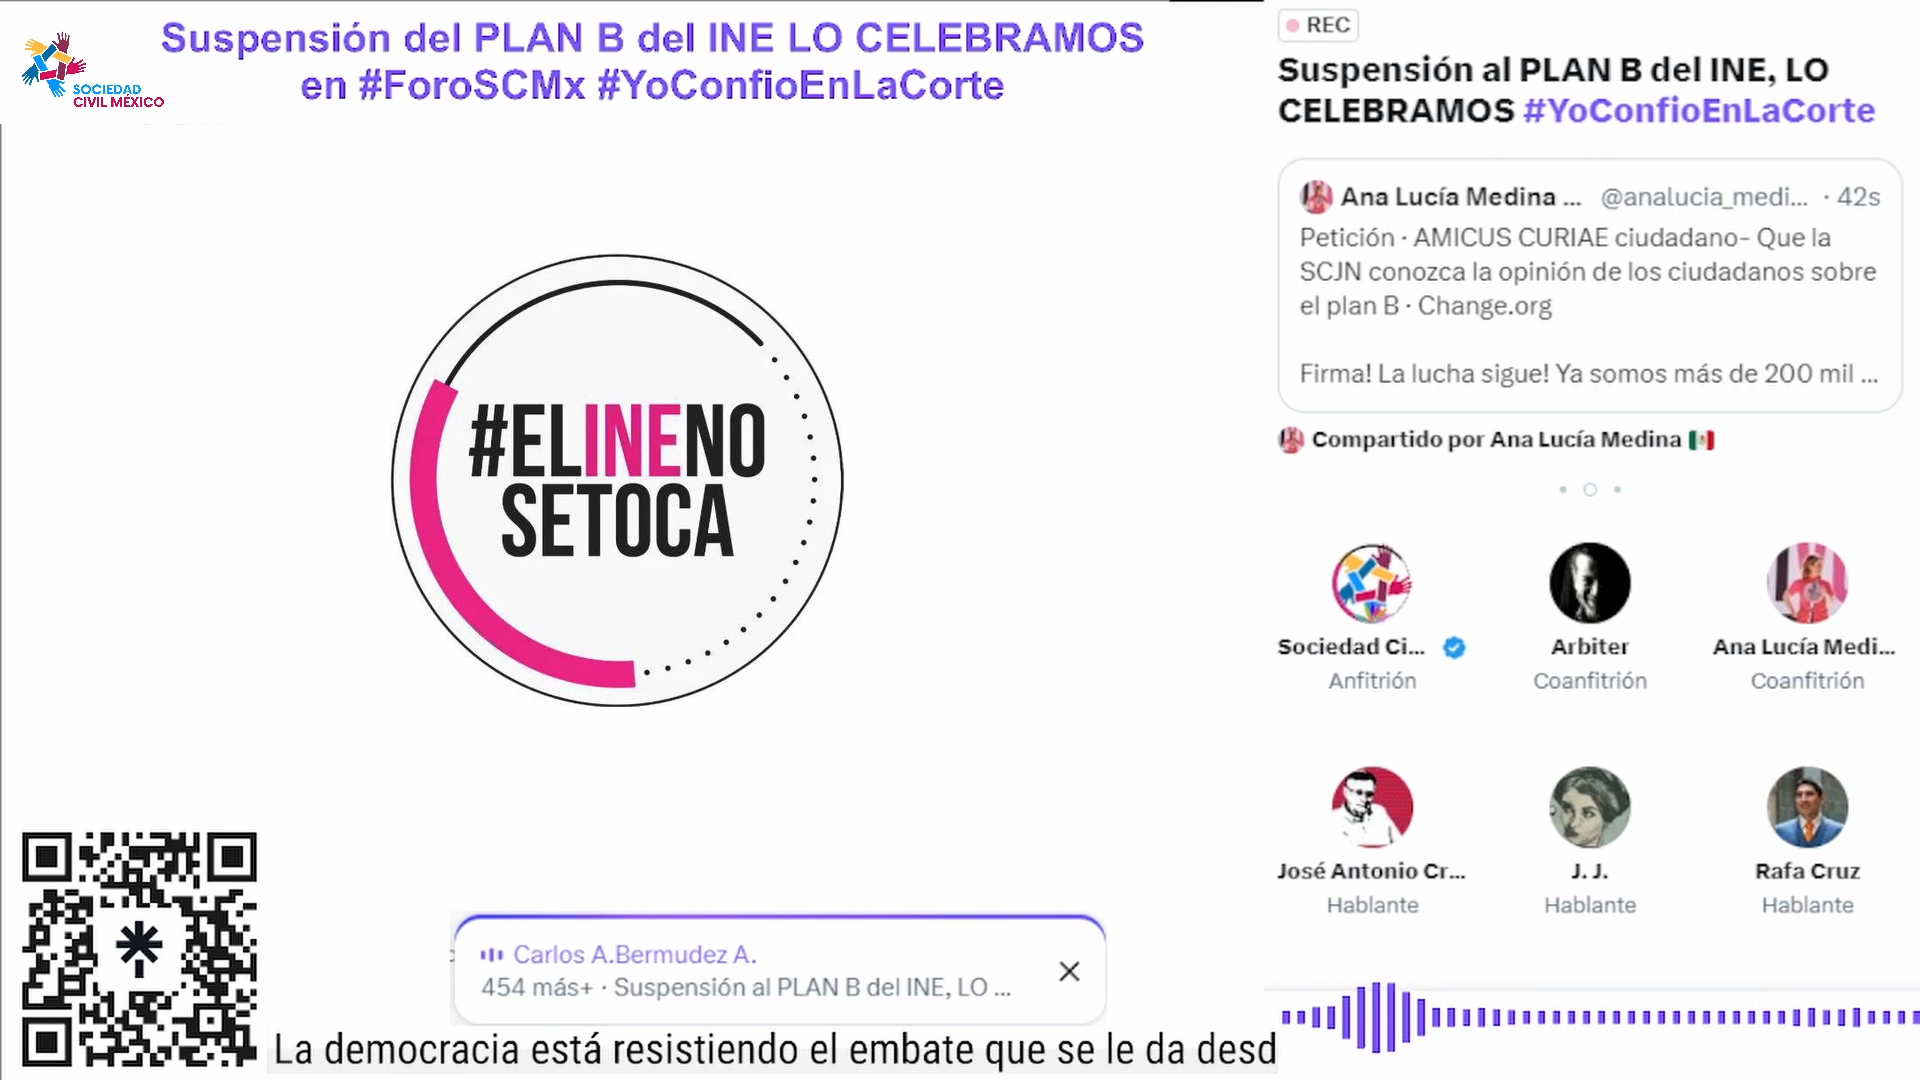 SOCIEDAD
CIVIL MÉXICO
Suspensión del PLAN B del INE LO CELEBRAMOS
en #ForoSCMx #YoConfioEnLaCorte
#ELINENO
SETOCA
Carlos A.Bermudez A.
454 más+ · Suspensión al PLAN B del INE, LO ...
La democracia está resistiendo el embate que se le da desd
REC
Suspensión al PLAN B del INE, LO
CELEBRAMOS #YoConfioEnLaCorte
Ana Lucía Medina ... @analucia_medi... · 42s
Petición · AMICUS CURIAE ciudadano- Que la
SCJN conozca la opinión de los ciudadanos sobre
el plan B · Change.org
Firma! La lucha sigue! Ya somos más de 200 mil ...
Compartido por Ana Lucía Medina
Sociedad Ci...
Anfitrión
Arbiter
Coanfitrión
Ana Lucía Medi...
Coanfitrión
José Antonio Cr...
Hablante
J. J.
Hablante
Rafa Cruz
Hablante